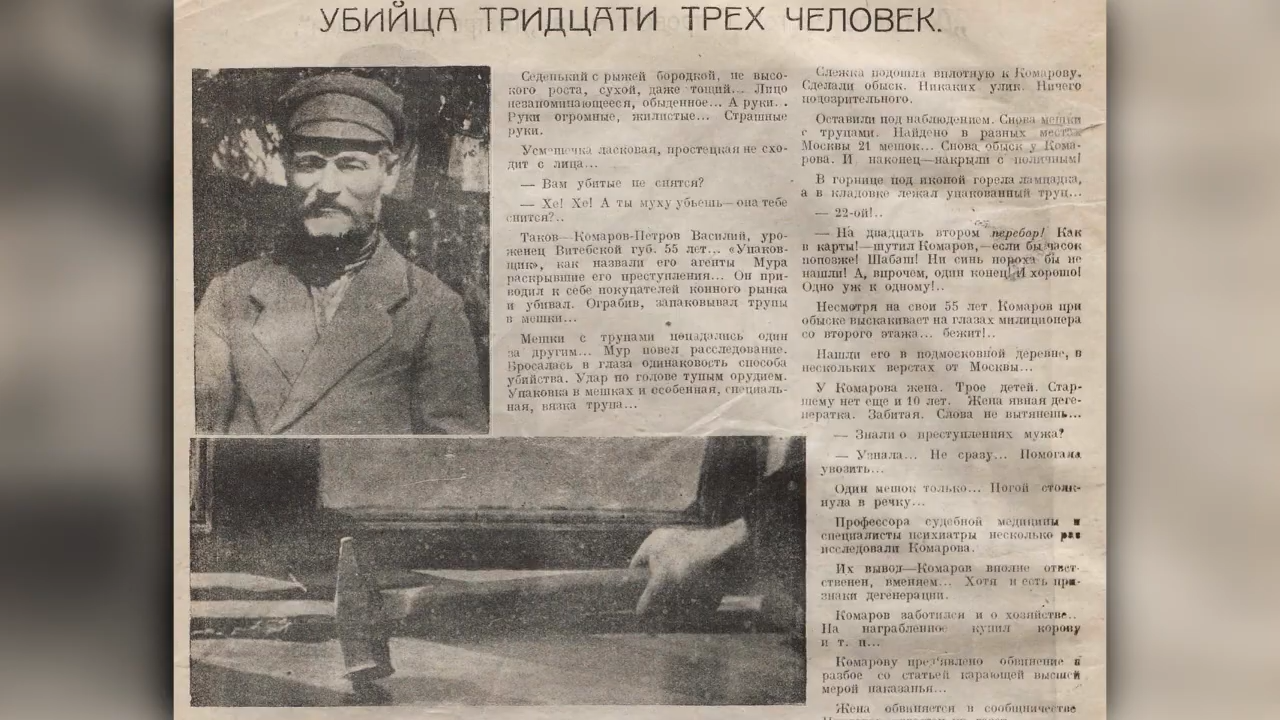 УБИЙЦА ТРИДЦАТИ ТРЕХ ЧЕЛОВЕК.
Седенький с рыжей бородкой, не высо-
кого роста, сухой, даже тощий... Лицо
незапоминающееся, обыденное... А руки. .
Руки огромные, жилистые... Страшные
руки.
Усмешечка ласковая, простецкая не схо-
дит с лица...
— Вам убитые не снятся?
— Хе! Хе! А ты муху убьешь—она тебе
снится?..
Таков—Комаров-Петров Василий, уро-
женец Витебской губ. 55 лет... «Упаков-
щик», как назвали его агенты Мура
раскрывшие его преступления... Он при-
водил к себе покупателей конного рынка
и убивал. Ограбив, запаковывал трупы
в мешки...
Мешки с трупами попадались один
за другим... Мур повел расследование.
Бросалась в глаза одинаковость способа
убийства. Удар по голове тупым орудием.
Упаковка в мешках и особенная, специаль-
ная, вязка трупа...
Слежка подошла вплотную к Комарову.
Сделали обыск. Никаких улик. Ничего
подозрительного.
Оставили под наблюдением. Снова мешки
с трупами. Найдено в разных местах
Москвы 21 мешок... Снова обыск у Кома-
рова. И наконец—накрыли с поличным!
В горнице под иконой горела лампадка,
а в кладовке лежал упакованный труп...
— 22-ой!..
— На двадцать втором перебор! Как
в карты!—шутил Комаров,—если бы часок
попозже! Шабаш! Ни синь пороха бы не
нашли! А, впрочем, один конец! И хорошо!
Одно уж к одному!..
Несмотря на свои 55 лет Комаров при
обыске выскакивает на глазах милиционера
со второго этажа... бежит!..
Нашли его в подмосковной деревне, в
нескольких верстах от Москвы...
У Комарова жена. Трое детей. Стар-
шему нет еще и 10 лет. Жена явная деге-
нератка. Забитая. Слова не вытянешь...
— Знали о преступлениях мужа?
— Узнала... Не сразу... Помогала
увозить...
Один мешок только... Ногой столк-
нула в речку...
Профессора судебной медицины и
специалисты психиатры несколько раз
исследовали Комарова.
Их вывод—Комаров вполне ответ-
ственен, вменяем... Хотя и есть при-
знаки дегенерации.
Комаров заботился и о хозяйстве..
На награбленное купил корову
и т. п...
Комарову предъявлено обвинение в
разбое со статьей карающей высшей
мерой наказанья...
Жена обвиняется в сообщничестве